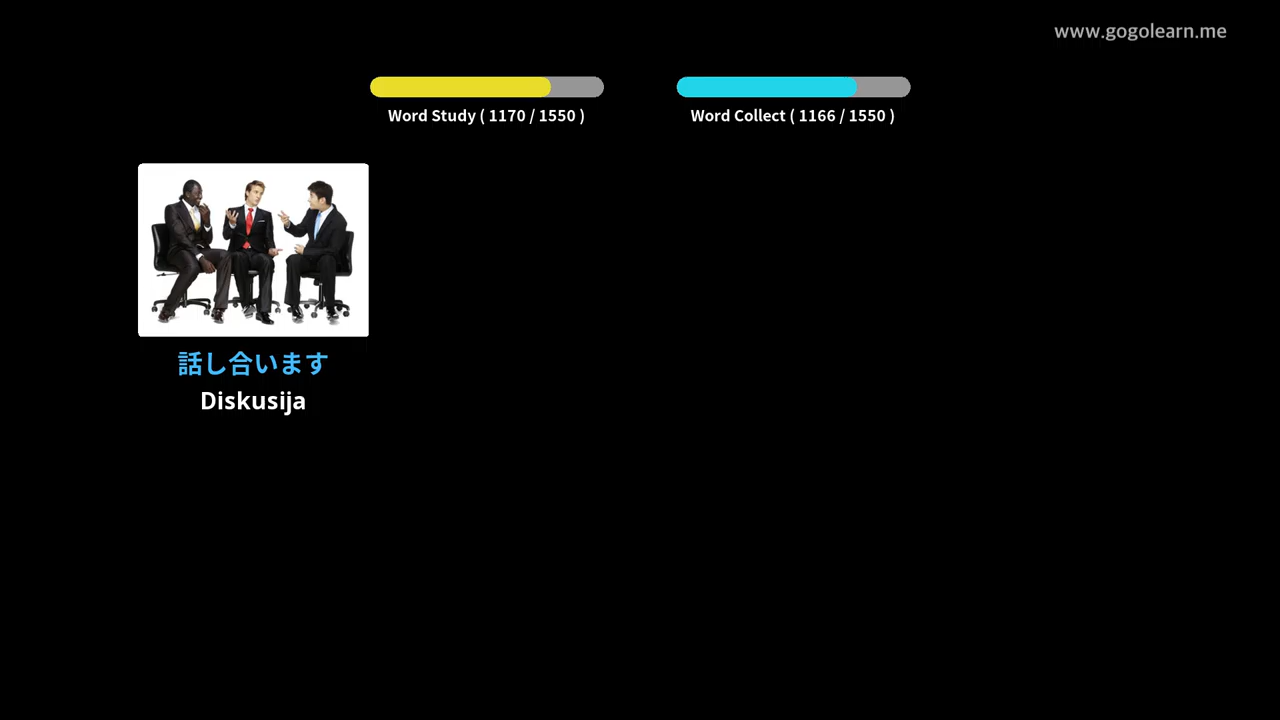 www.gogolearn.me
Word Study ( 1170 / 1550 )
Word Collect ( 1166 / 1550 )
話し合います
Diskusija